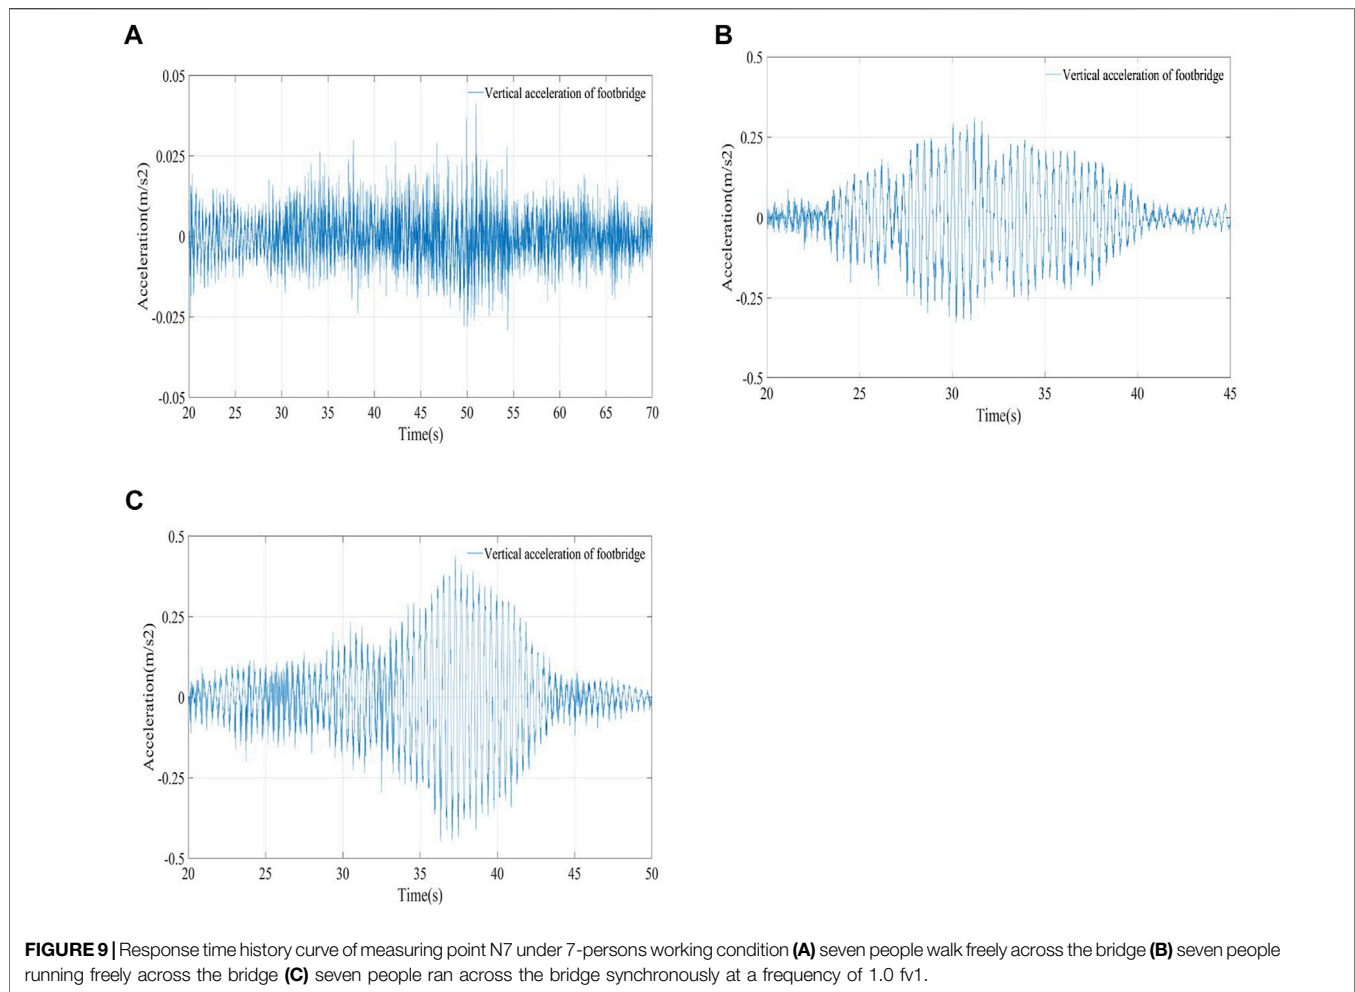 A
0.05
Vertical acceleration of footbridge
0.025
0
-0.025
-0.05
Acceleration(m/s2)
20 25 30 35 40 45 50 55 60 65 70
Time(s)
B
0.5
Vertical acceleration of footbridge
0.25
0
-0.25
-0.5
Acceleration(m/s2)
20 25 30 35 40 45
Time(s)
C
0.5
Vertical acceleration of footbridge
0.25
0
-0.25
-0.5
Acceleration(m/s2)
20 25 30 35 40 45 50
Time(s)
FIGURE 9 | Response time history curve of measuring point N7 under 7-persons working condition (A) seven people walk freely across the bridge (B) seven people
running freely across the bridge (C) seven people ran across the bridge synchronously at a frequency of 1.0 fv1.